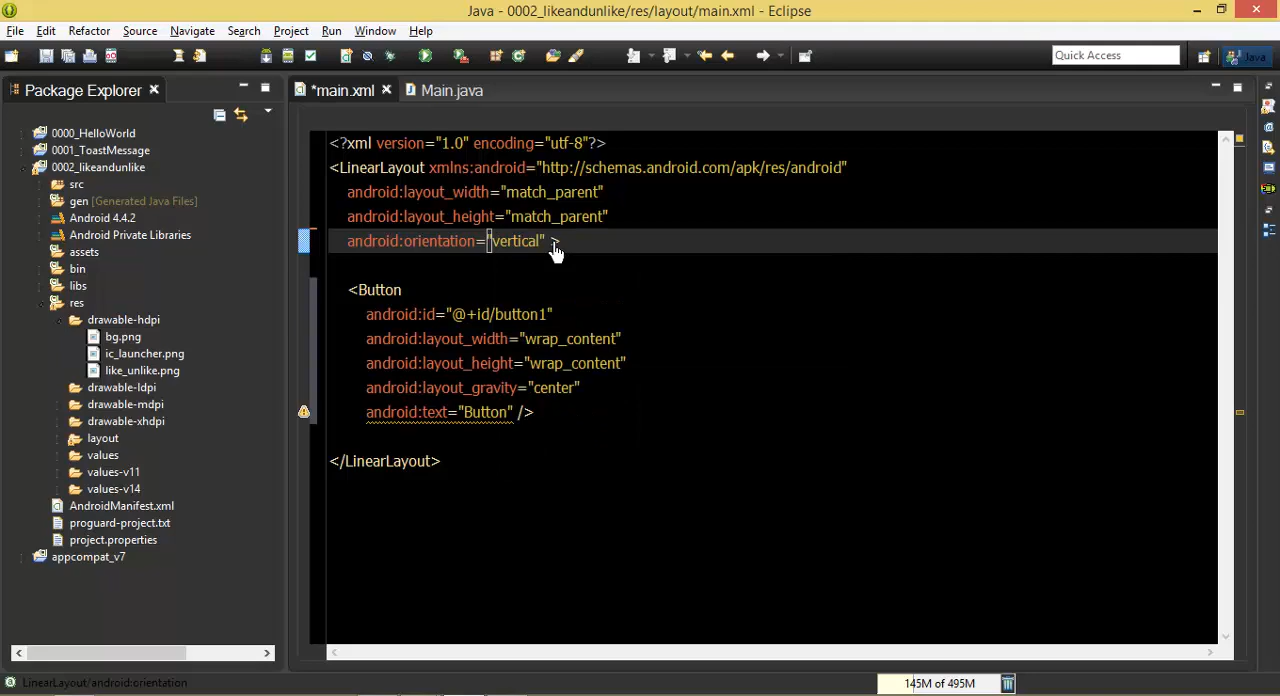 Java - 0002_likeandunlike/res/layout/main.xml - Eclipse
File Edit Refactor Source Navigate Search Project Run Window Help
Quick Access
Java
Package Explorer
*main.xml
Main.java
0000_HelloWorld
0001_ToastMessage
0002_likeandunlike
src
gen [Generated Java Files]
Android 4.4.2
Android Private Libraries
assets
bin
libs
res
drawable-hdpi
bg.png
ic_launcher.png
like_unlike.png
drawable-ldpi
drawable-mdpi
drawable-xhdpi
layout
values
values-v11
values-v14
AndroidManifest.xml
proguard-project.txt
project.properties
appcompat_v7
<?xml version="1.0" encoding="utf-8"?>
<LinearLayout xmlns:android="http://schemas.android.com/apk/res/android"
android:layout_width="match_parent"
android:layout_height="match_parent"
android:orientation="vertical" >
<Button
android:id="@+id/button1"
android:layout_width="wrap_content"
android:layout_height="wrap_content"
android:layout_gravity="center"
android:text="Button" />
</LinearLayout>
LinearLayout/android:orientation
145M of 495M